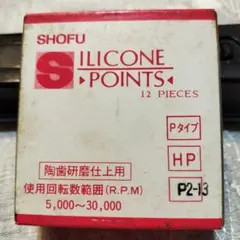 SHOFU
SILICONE
POINTS
12 PIECES
Pタイプ
陶歯研磨仕上用
HP
使用回転数範囲(R.P.M)
5,000〜30,000
P2-13